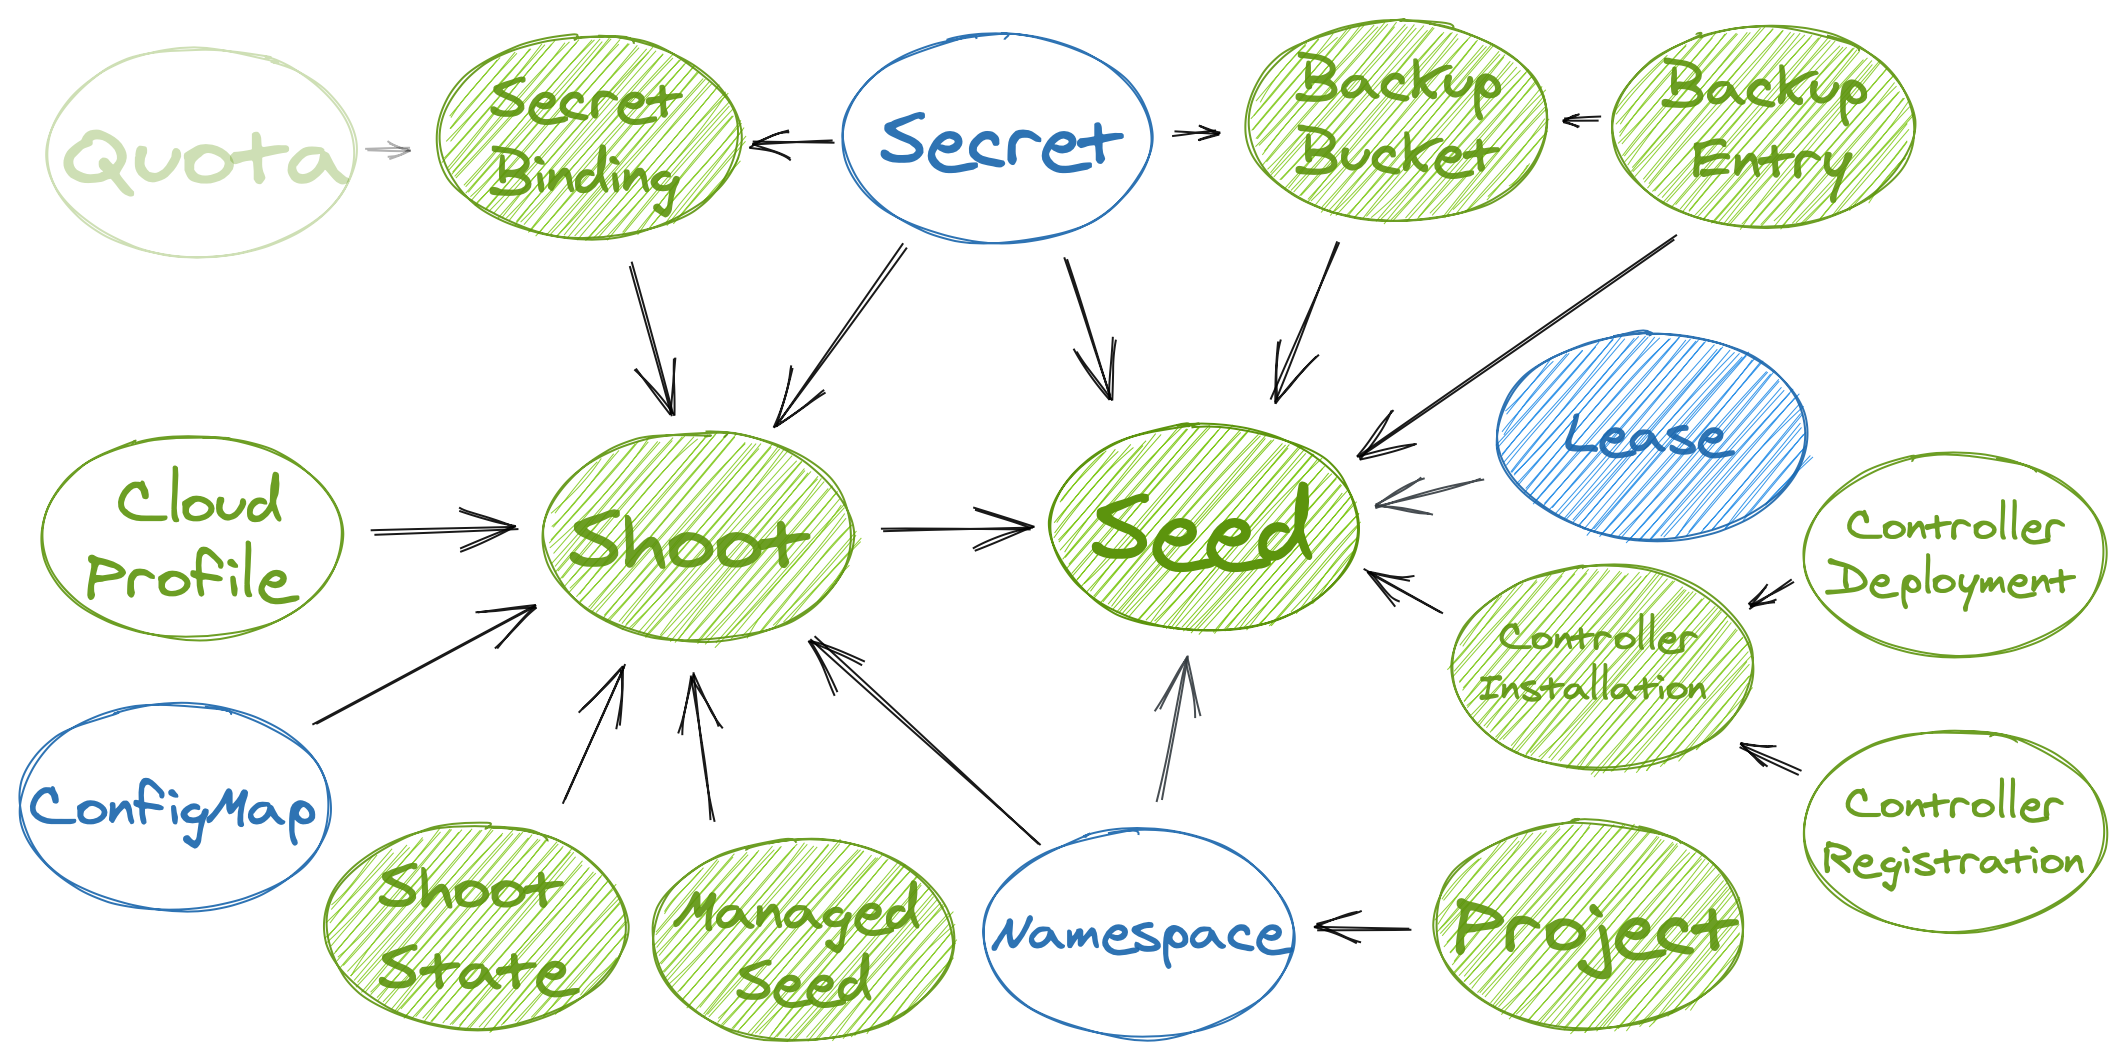 Quota
Secret
Binding
Secret
Backup
Bucket
Backup
Entry
Cloud
Profile
Shoot
Seed
Lease
Controller
Deployment
Controller
Installation
ConfigMap
Shoot
State
Managed
Seed
Namespace
Project
Controller
Registration